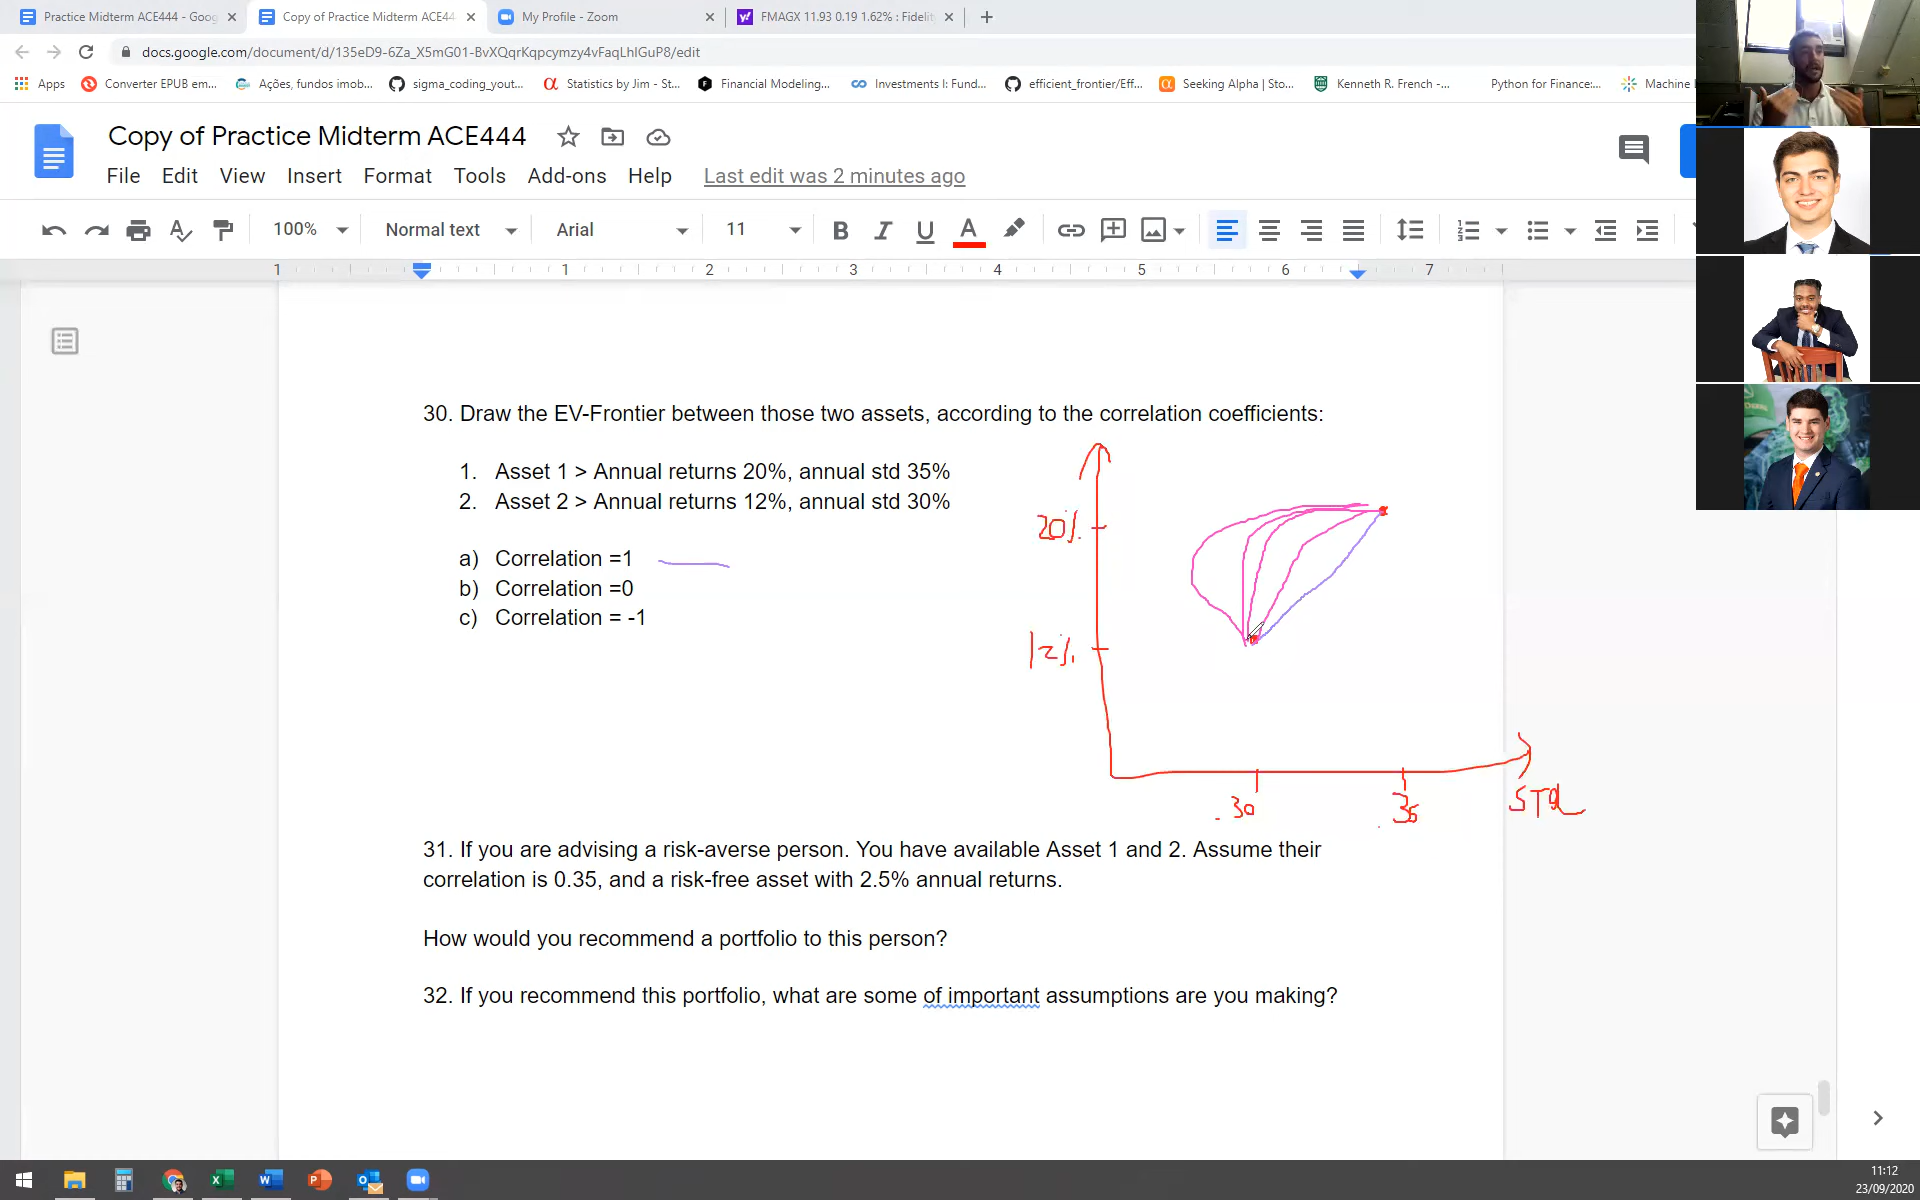 Practice Midterm ACE444 - Goog
Copy of Practice Midterm ACE44
My Profile - Zoom
FMAGX 11.93 0.19 1.62% : Fidelit
docs.google.com/document/d/135eD9-6Za_X5mG01-BvXQqrKqpcymzy4vFaqLhlGuP8/edit
Apps
Converter EPUB em...
Ações, fundos imob...
sigma_coding_yout...
Statistics by Jim - St...
Financial Modeling...
Investments I: Fund...
efficient_frontier/Eff...
Seeking Alpha | Sto...
Kenneth R. French -...
Python for Finance:...
Machine
Copy of Practice Midterm ACE444
File Edit View Insert Format Tools Add-ons Help Last edit was 2 minutes ago
100% Normal text Arial 11
1 1 2 3 4 5 6 7
30. Draw the EV-Frontier between those two assets, according to the correlation coefficients:
1. Asset 1 > Annual returns 20%, annual std 35%
2. Asset 2 > Annual returns 12%, annual std 30%
a) Correlation =1
b) Correlation =0
c) Correlation = -1
20%
12%
.30
.35
STD
31. If you are advising a risk-averse person. You have available Asset 1 and 2. Assume their
correlation is 0.35, and a risk-free asset with 2.5% annual returns.
How would you recommend a portfolio to this person?
32. If you recommend this portfolio, what are some of important assumptions are you making?
11:12
23/09/2020